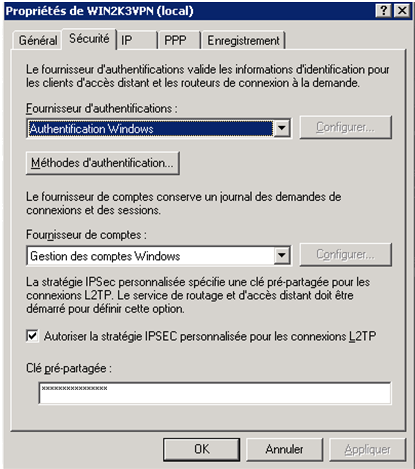 Propriétés de WIN2K3VPN (local)
Général Sécurité IP PPP Enregistrement
Le fournisseur d'authentifications valide les informations d'identification pour
les clients d'accès distant et les routeurs de connexion à la demande.
Fournisseur d'authentifications :
Authentification Windows Configurer...
Méthodes d'authentification...
Le fournisseur de comptes conserve un journal des demandes de
connexions et des sessions.
Fournisseur de comptes :
Gestion des comptes Windows Configurer...
La stratégie IPSec personnalisée spécifie une clé pré-partagée pour les
connexions L2TP. Le service de routage et d'accès distant doit être
démarré pour définir cette option.
Autoriser la stratégie IPSEC personnalisée pour les connexions L2TP
Clé pré-partagée :
****************
OK Annuler Appliquer